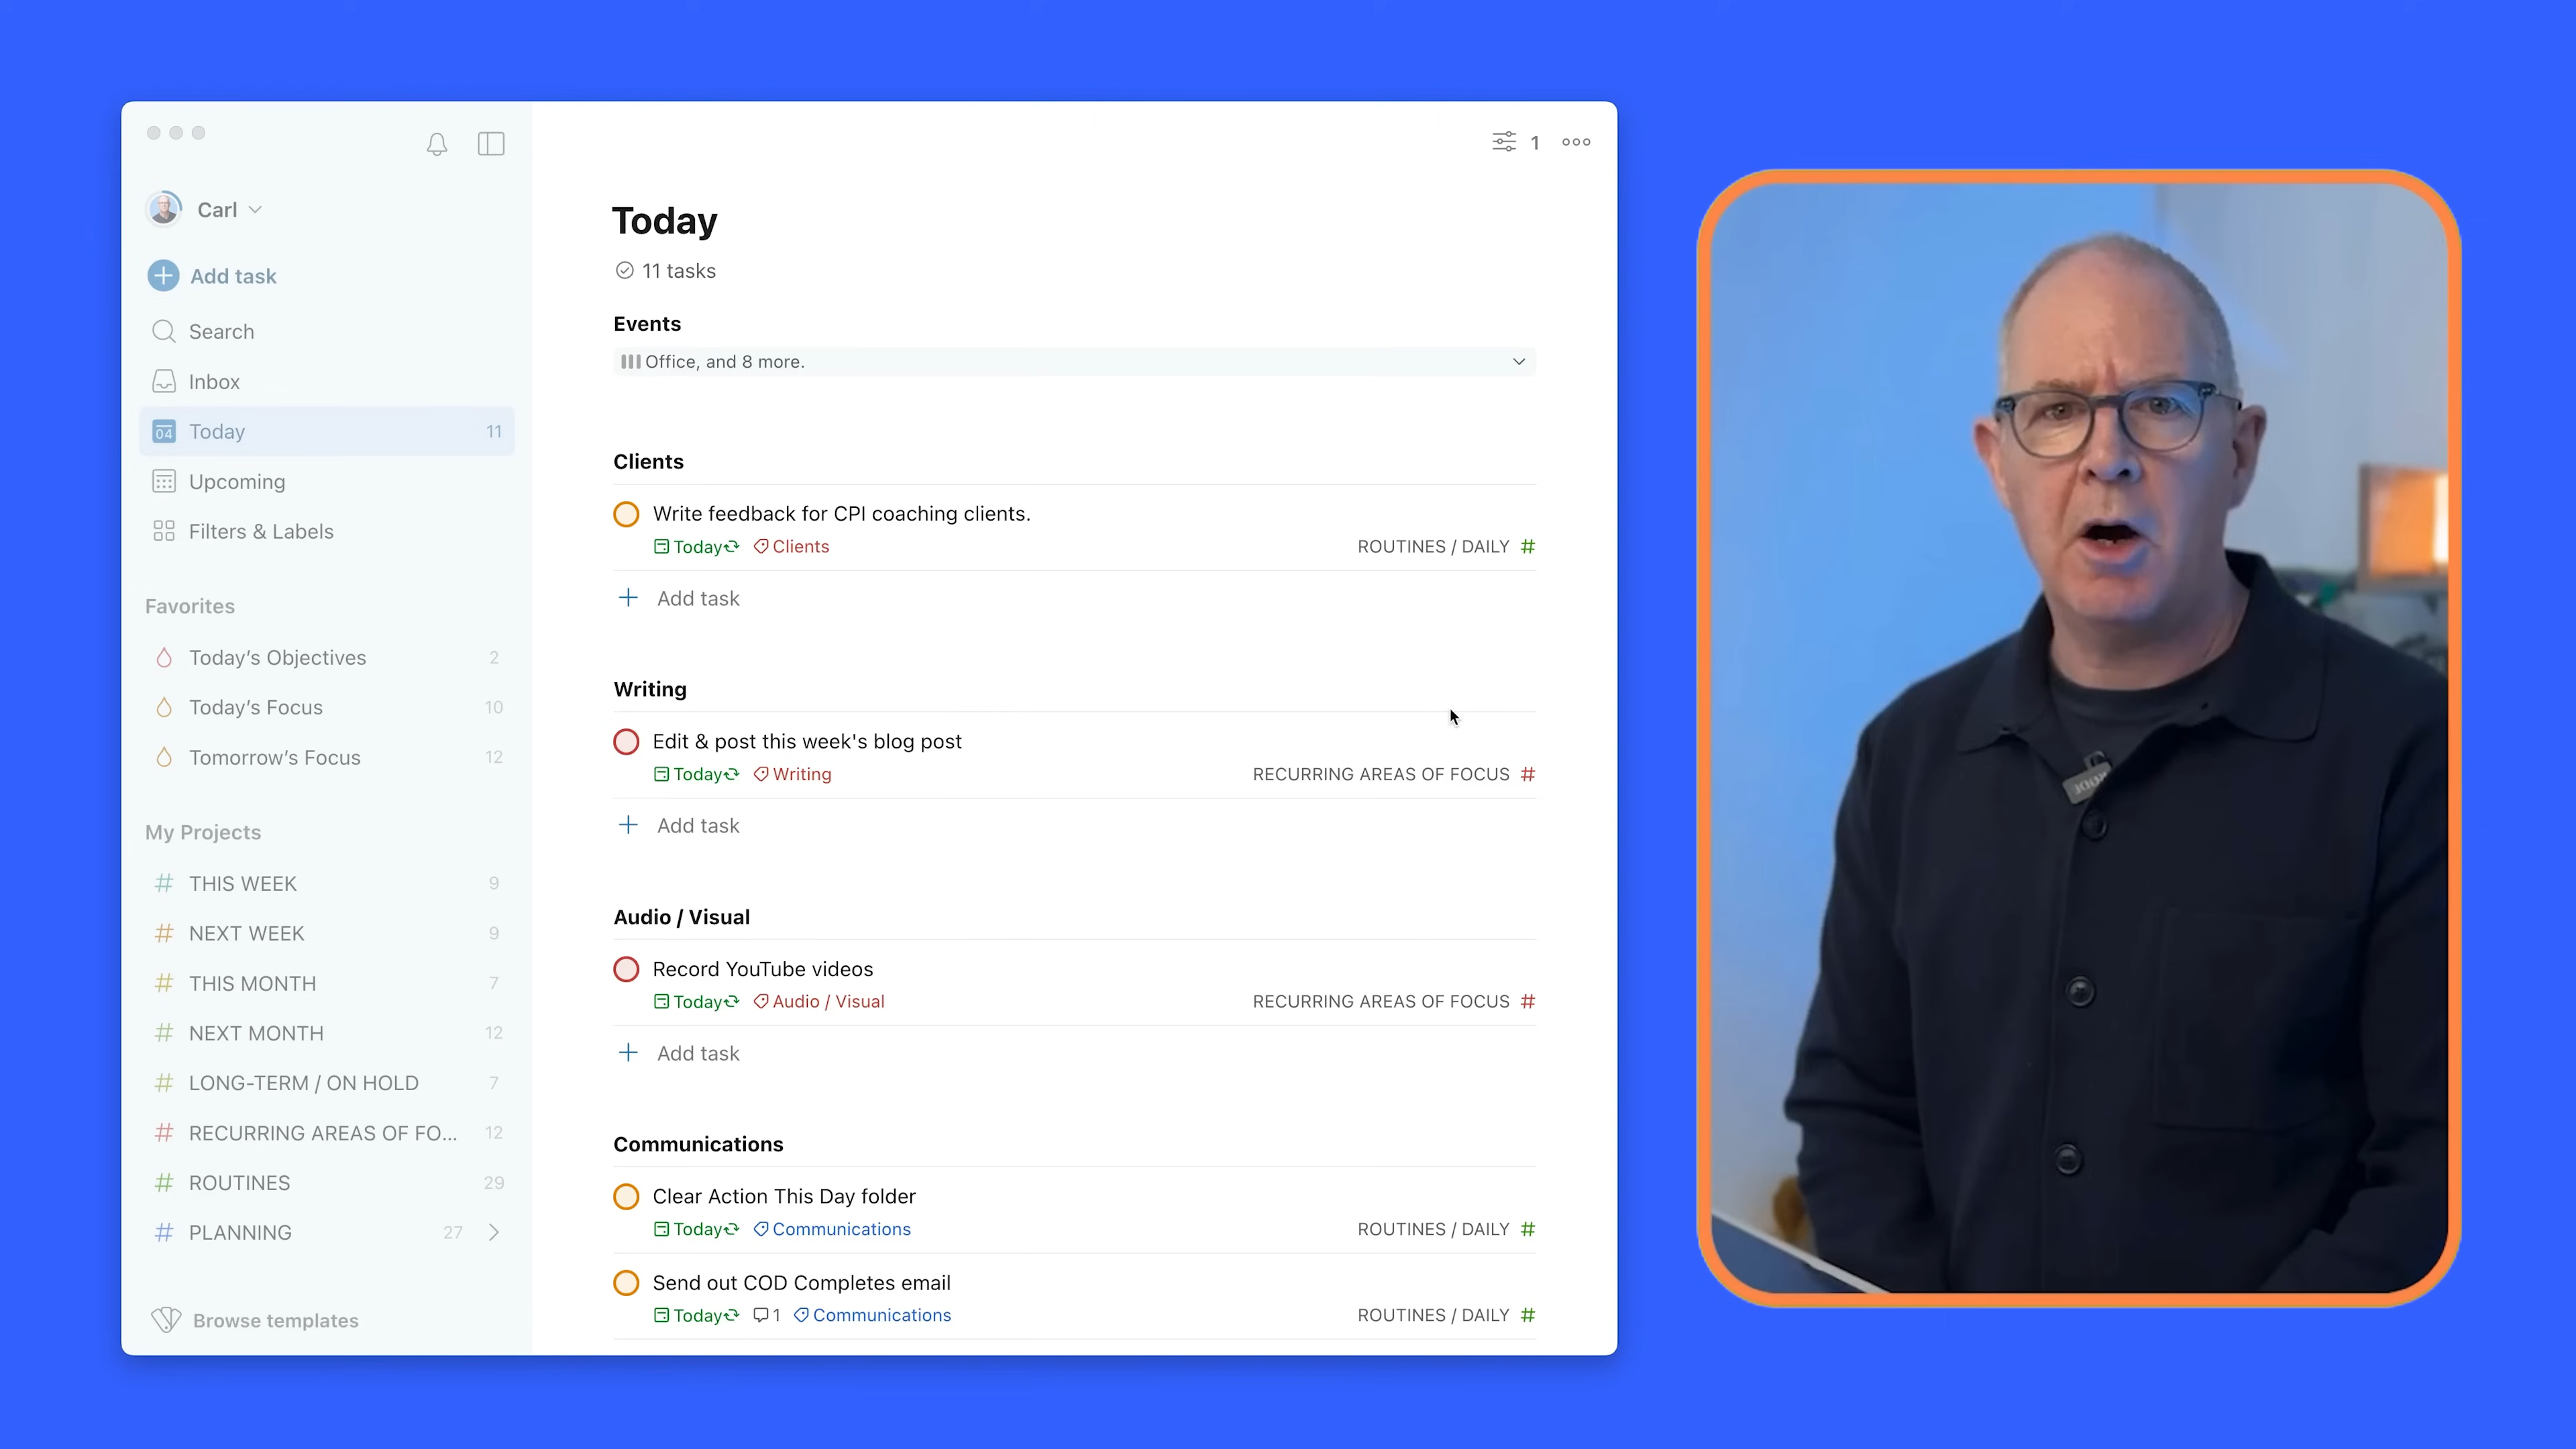 Carl
Add task
Search
Inbox
04 Today 11
Upcoming
Filters & Labels
Favorites
Today's Objectives 2
Today's Focus 10
Tomorrow's Focus 12
My Projects
# THIS WEEK 9
# NEXT WEEK 9
# THIS MONTH 7
# NEXT MONTH 12
# LONG-TERM / ON HOLD 7
# RECURRING AREAS OF FO... 12
# ROUTINES 29
# PLANNING 27
Browse templates
1
Today
11 tasks
Events
Office, and 8 more.
Clients
Write feedback for CPI coaching clients.
Today Clients ROUTINES / DAILY #
Add task
Writing
Edit & post this week's blog post
Today Writing RECURRING AREAS OF FOCUS #
Add task
Audio / Visual
Record YouTube videos
Today Audio / Visual RECURRING AREAS OF FOCUS #
Add task
Communications
Clear Action This Day folder
Today Communications ROUTINES / DAILY #
Send out COD Completes email
Today 1 Communications ROUTINES / DAILY #